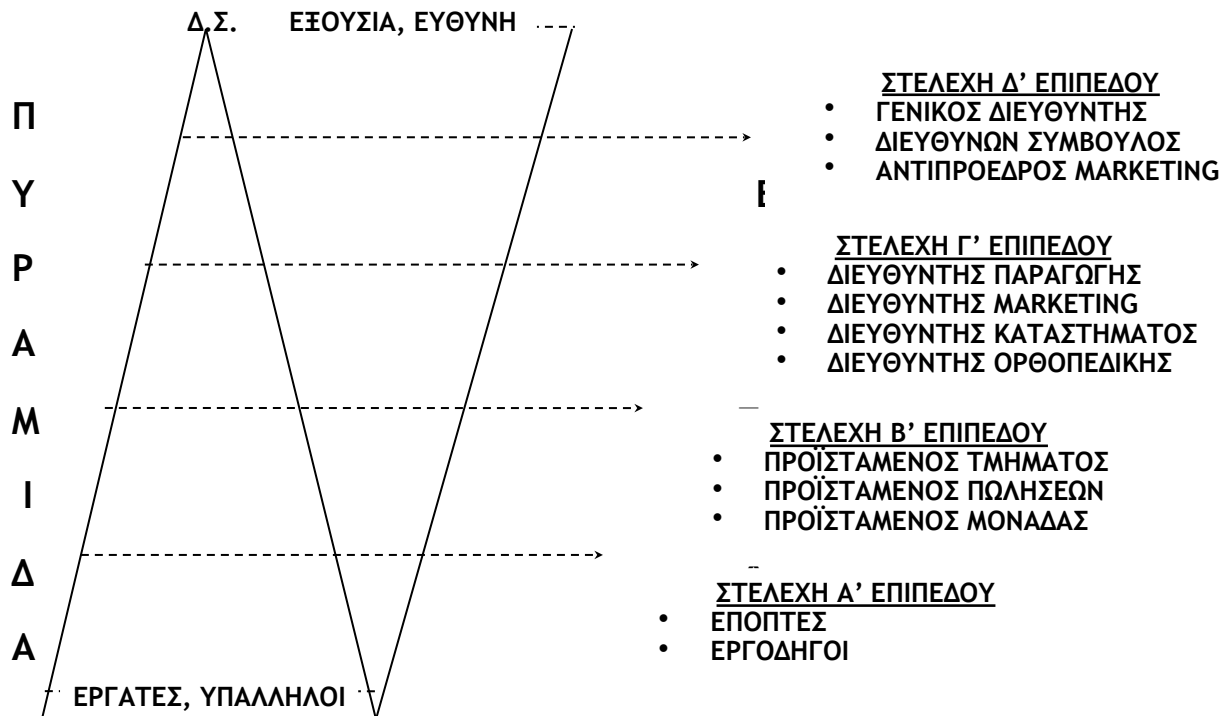 Δ.Σ. ΕΞΟΥΣΙΑ, ΕΥΘΥΝΗ
Π
Υ
Ρ
Α
Μ
Ι
Δ
Α
ΣΤΕΛΕΧΗ Δ’ ΕΠΙΠΕΔΟΥ
• ΓΕΝΙΚΟΣ ΔΙΕΥΘΥΝΤΗΣ
• ΔΙΕΥΘΥΝΩΝ ΣΥΜΒΟΥΛΟΣ
• ΑΝΤΙΠΡΟΕΔΡΟΣ MARKETING
ΣΤΕΛΕΧΗ Γ’ ΕΠΙΠΕΔΟΥ
• ΔΙΕΥΘΥΝΤΗΣ ΠΑΡΑΓΩΓΗΣ
• ΔΙΕΥΘΥΝΤΗΣ MARKETING
• ΔΙΕΥΘΥΝΤΗΣ ΚΑΤΑΣΤΗΜΑΤΟΣ
• ΔΙΕΥΘΥΝΤΗΣ ΟΡΘΟΠΕΔΙΚΗΣ
ΣΤΕΛΕΧΗ Β’ ΕΠΙΠΕΔΟΥ
• ΠΡΟΪΣΤΑΜΕΝΟΣ ΤΜΗΜΑΤΟΣ
• ΠΡΟΪΣΤΑΜΕΝΟΣ ΠΩΛΗΣΕΩΝ
• ΠΡΟΪΣΤΑΜΕΝΟΣ ΜΟΝΑΔΑΣ
ΣΤΕΛΕΧΗ Α’ ΕΠΙΠΕΔΟΥ
• ΕΠΟΠΤΕΣ
• ΕΡΓΟΔΗΓΟΙ
ΕΡΓΑΤΕΣ, ΥΠΑΛΛΗΛΟΙ